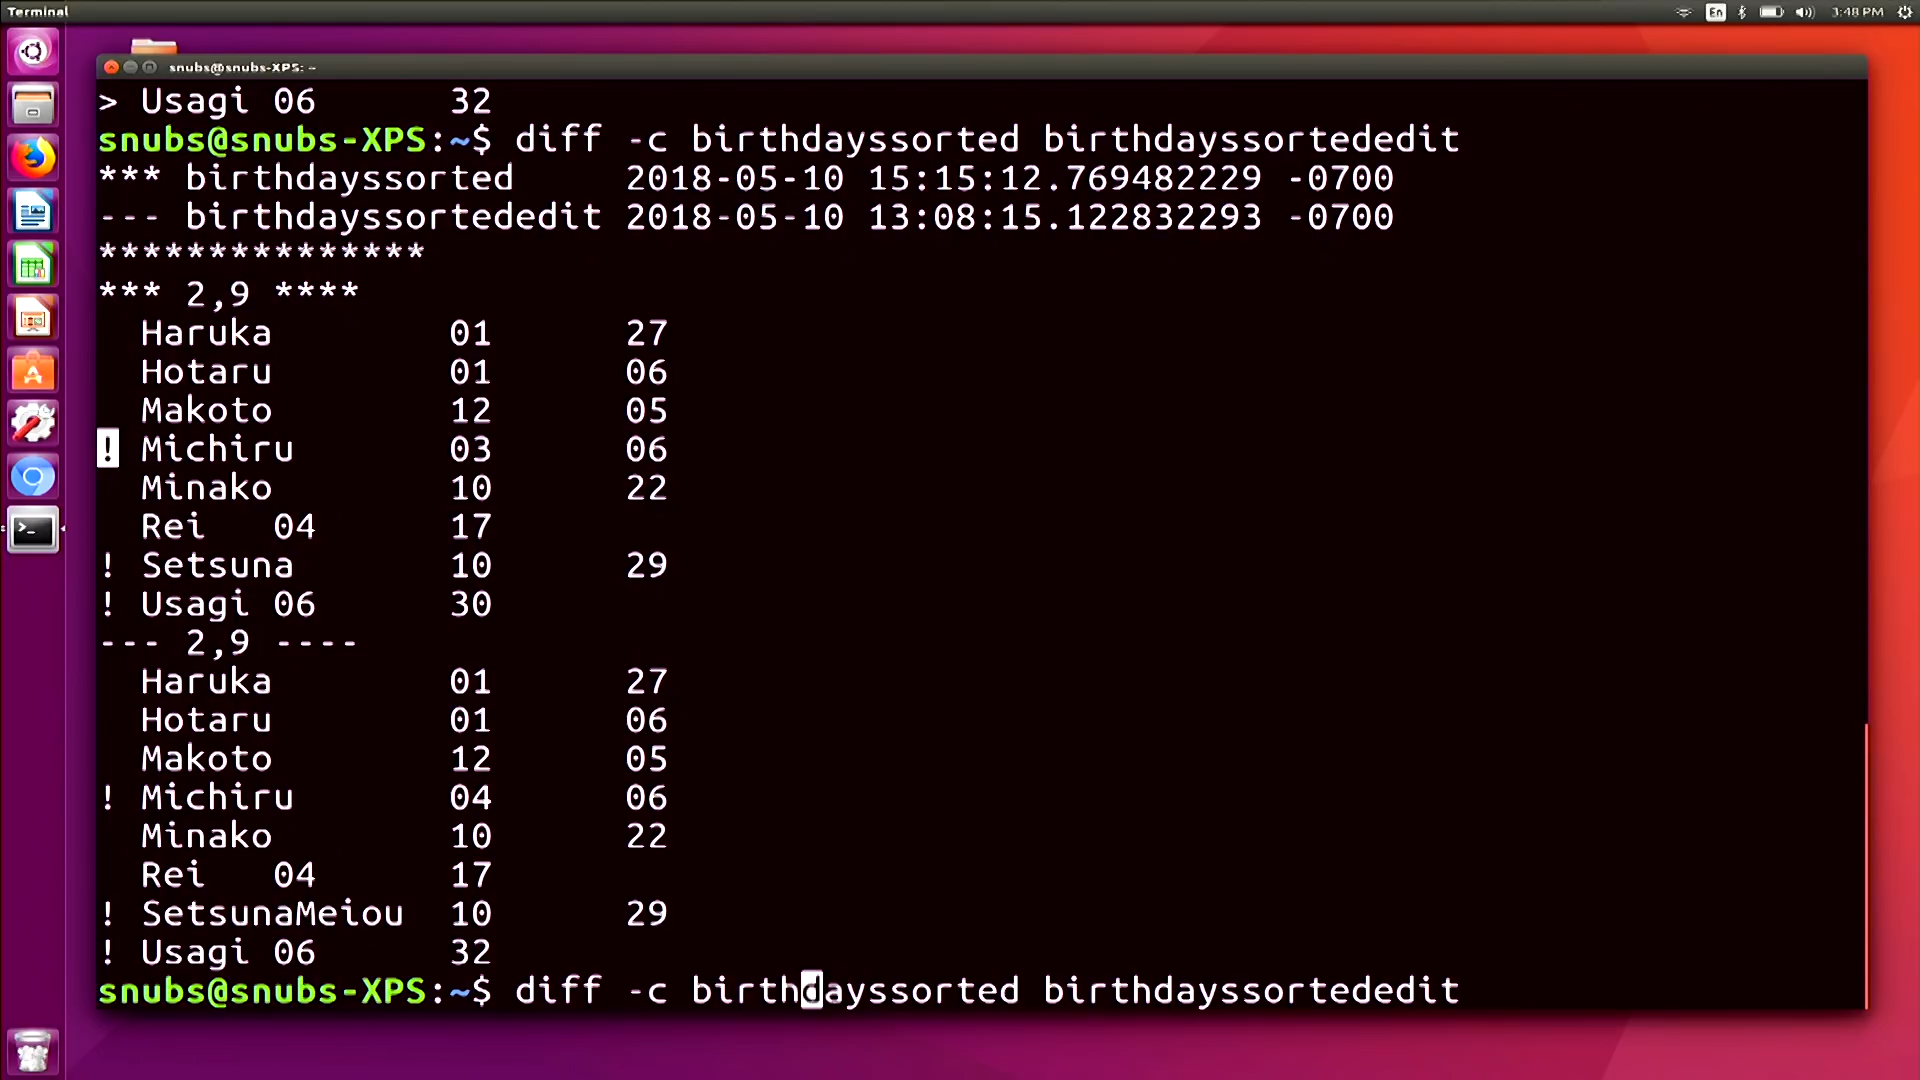 Terminal
En
3:48 PM
snubs@snubs-XPS: ~
> Usagi 06 32
snubs@snubs-XPS:~$ diff -c birthdayssorted birthdayssortededit
*** birthdayssorted 2018-05-10 15:15:12.769482229 -0700
--- birthdayssortededit 2018-05-10 13:08:15.122832293 -0700
***************
*** 2,9 ****
Haruka 01 27
Hotaru 01 06
Makoto 12 05
! Michiru 03 06
Minako 10 22
Rei 04 17
! Setsuna 10 29
! Usagi 06 30
--- 2,9 ----
Haruka 01 27
Hotaru 01 06
Makoto 12 05
! Michiru 04 06
Minako 10 22
Rei 04 17
! SetsunaMeiou 10 29
! Usagi 06 32
snubs@snubs-XPS:~$ diff -c birthdayssorted birthdayssortededit